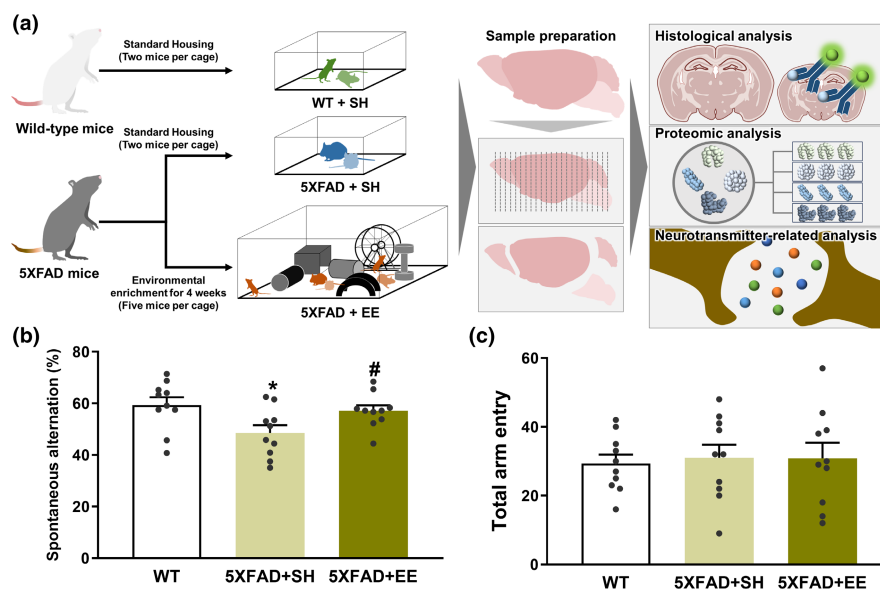 (a)
Standard Housing
(Two mice per cage)
Wild-type mice
WT + SH
Standard Housing
(Two mice per cage)
5XFAD + SH
5XFAD mice
Environmental
enrichment for 4 weeks
(Five mice per cage)
5XFAD + EE
Sample preparation
Histological analysis
Proteomic analysis
Neurotransmitter-related analysis
(b)
Spontaneous alternation (%)
80
60
40
20
0
*
#
WT
5XFAD+SH
5XFAD+EE
(c)
Total arm entry
60
40
20
0
WT
5XFAD+SH
5XFAD+EE